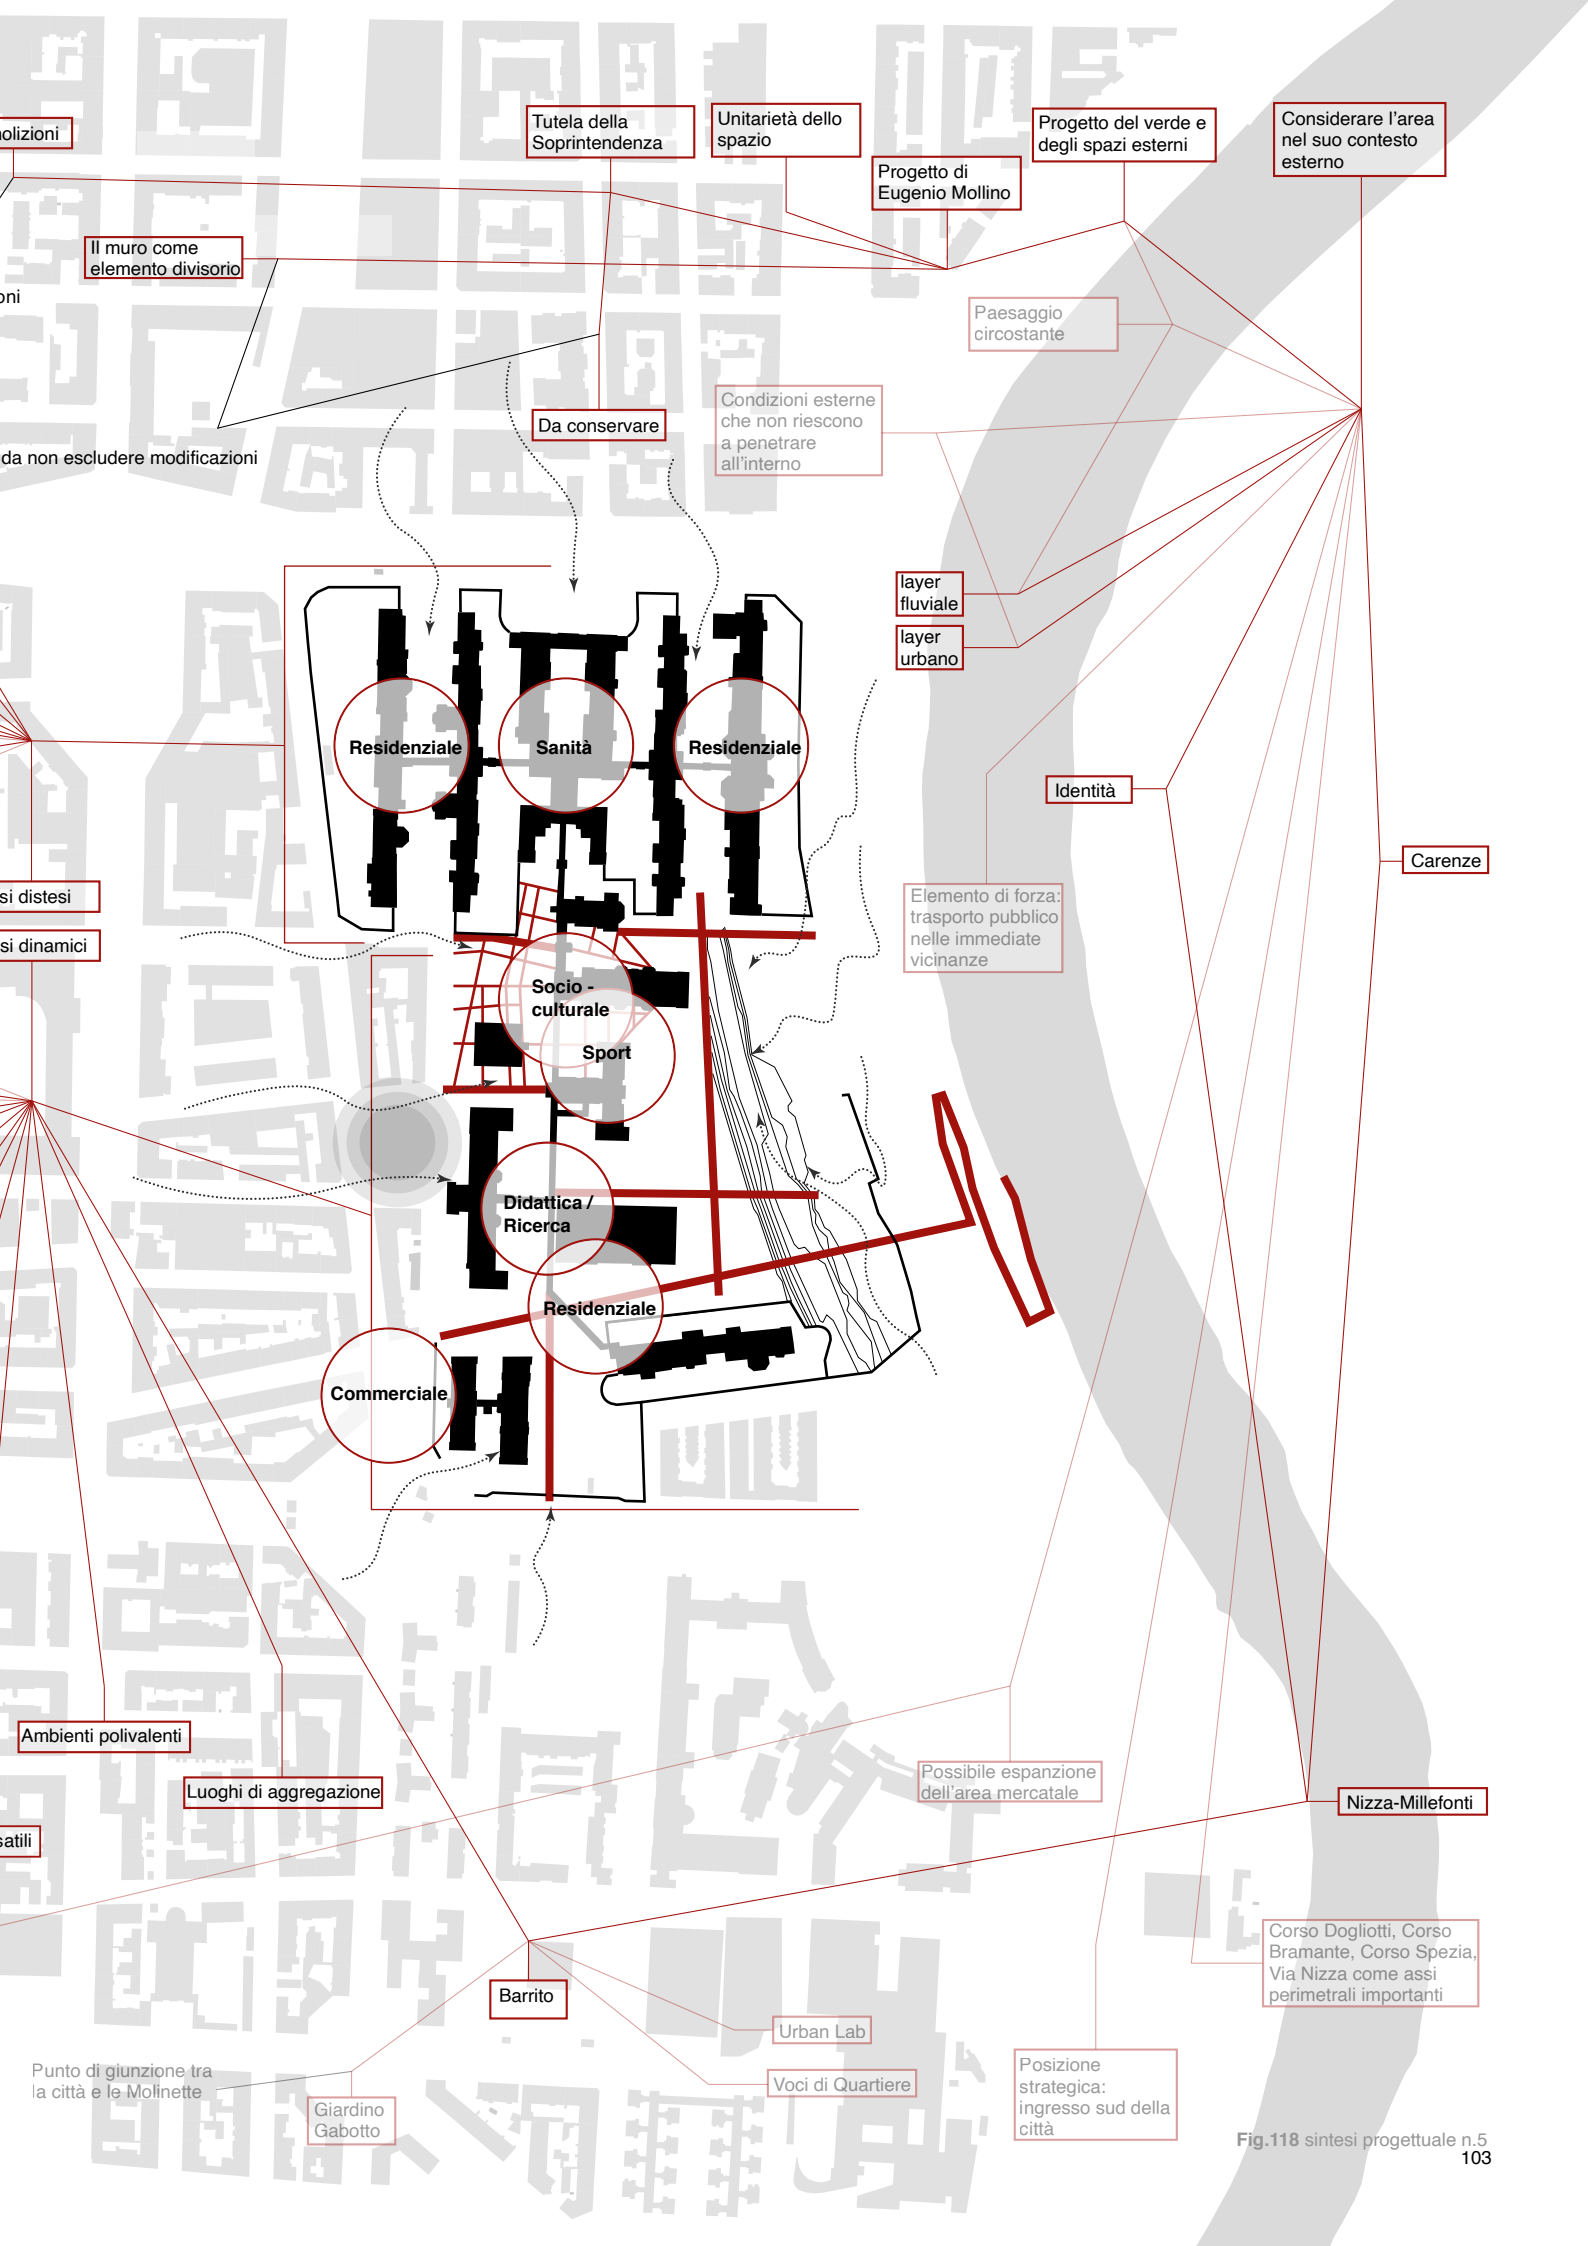 olizioni
Tutela della
Soprintendenza
Unitarietà dello
spazio
Progetto di
Eugenio Mollino
Progetto del verde e
degli spazi esterni
Considerare l'area
nel suo contesto
esterno
Il muro come
elemento divisorio
oni
Paesaggio
circostante
Condizioni esterne
che non riescono
a penetrare
all'interno
Da conservare
da non escludere modificazioni
layer
fluviale
layer
urbano
Residenziale
Sanità
Residenziale
Identità
Carenze
si distesi
si dinamici
Elemento di forza:
trasporto pubblico
nelle immediate
vicinanze
Socio -
culturale
Sport
Didattica /
Ricerca
Residenziale
Commerciale
Ambienti polivalenti
Luoghi di aggregazione
satili
Possibile espanzione
dell'area mercatale
Nizza-Millefonti
Corso Dogliotti, Corso
Bramante, Corso Spezia,
Via Nizza come assi
perimetrali importanti
Barrito
Urban Lab
Voci di Quartiere
Punto di giunzione tra
la città e le Molinette
Giardino
Gabotto
Posizione
strategica:
ingresso sud della
città
Fig.118 sintesi progettuale n.5
103